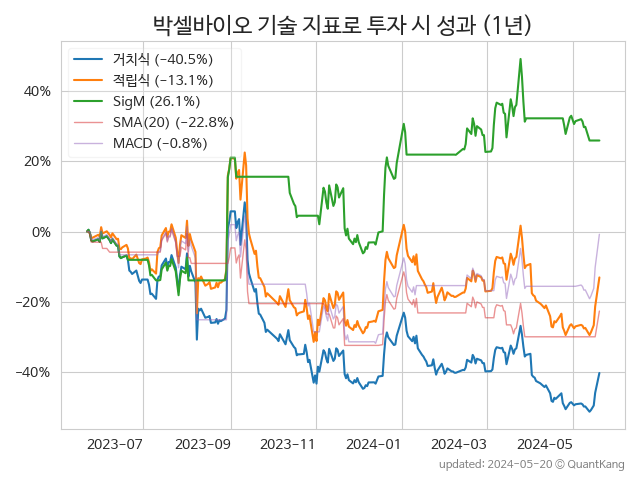 박셀바이오 기술 지표로 투자 시 성과 (1년)
거치식 (−40.5%)
적립식 (−13.1%)
SigM (26.1%)
SMA(20) (−22.8%)
MACD (−0.8%)
40%
20%
0%
−20%
−40%
2023−07 2023−09 2023−11 2024−01 2024−03 2024−05
updated: 2024-05-20 © QuantKang